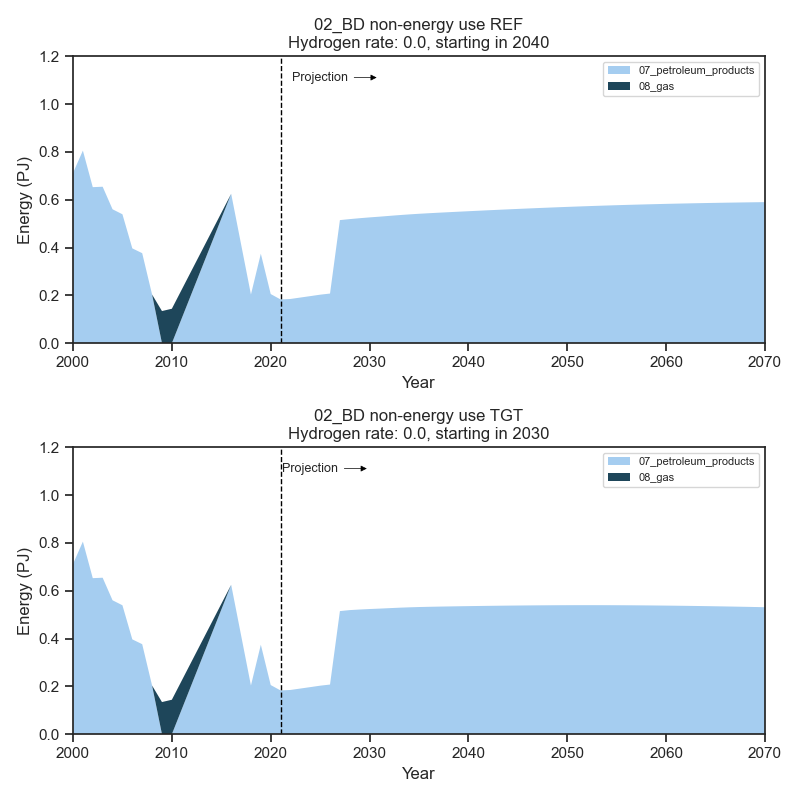 02_BD non-energy use REF
Hydrogen rate: 0.0, starting in 2040
1.2
1.0
0.8
0.6
0.4
0.2
0.0
Energy (PJ)
Projection
07_petroleum_products
08_gas
2000 2010 2020 2030 2040 2050 2060 2070
Year
02_BD non-energy use TGT
Hydrogen rate: 0.0, starting in 2030
1.2
1.0
0.8
0.6
0.4
0.2
0.0
Energy (PJ)
Projection
07_petroleum_products
08_gas
2000 2010 2020 2030 2040 2050 2060 2070
Year